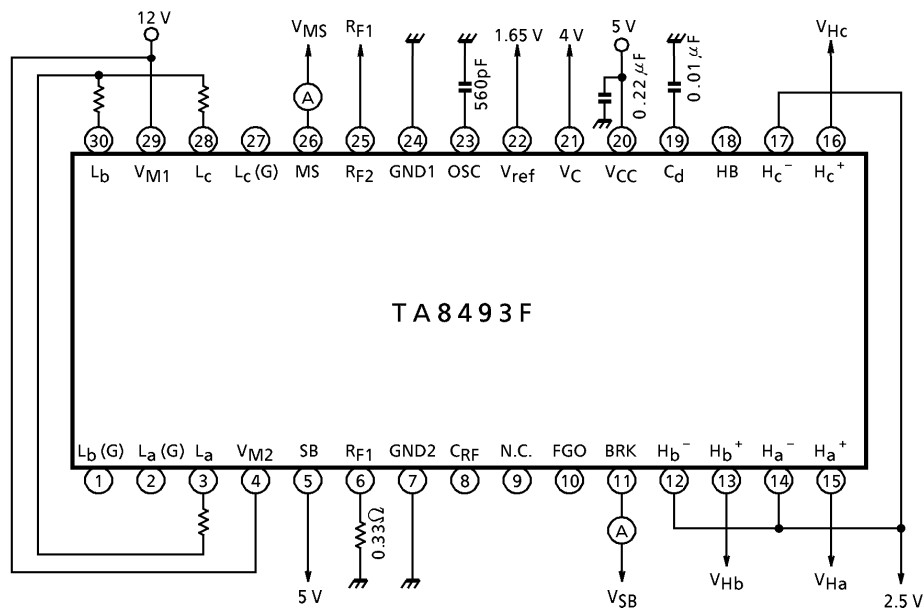 12 V
V_MS
R_F1
560pF
1.65 V
4 V
5 V
0.22 μF
0.01 μF
V_Hc
A
30
29
28
27
26
25
24
23
22
21
20
19
18
17
16
L_b
V_M1
L_c
L_c (G)
MS
R_F2
GND1
OSC
V_ref
V_C
V_CC
C_d
HB
H_c⁻
H_c⁺
TA8493F
L_b (G)
L_a (G)
L_a
V_M2
SB
R_F1
GND2
C_RF
N.C.
FGO
BRK
H_b⁻
H_b⁺
H_a⁻
H_a⁺
1
2
3
4
5
6
7
8
9
10
11
12
13
14
15
0.33Ω
A
5 V
V_SB
V_Hb
V_Ha
2.5 V